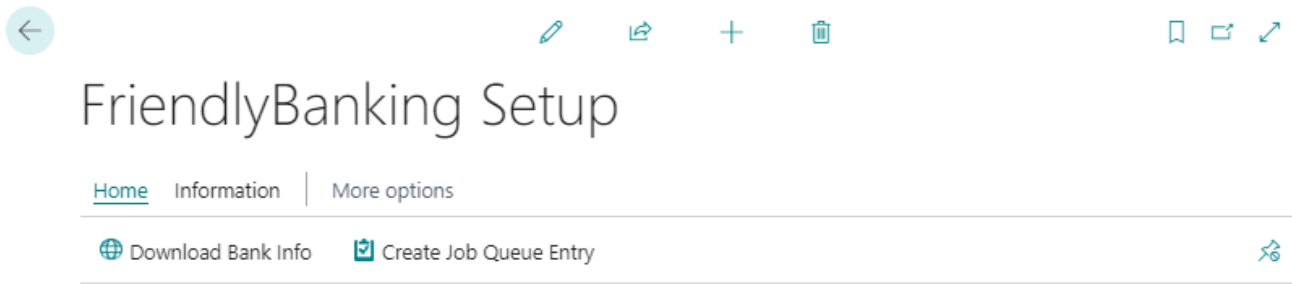 FriendlyBanking Setup
Home Information More options
Download Bank Info Create Job Queue Entry